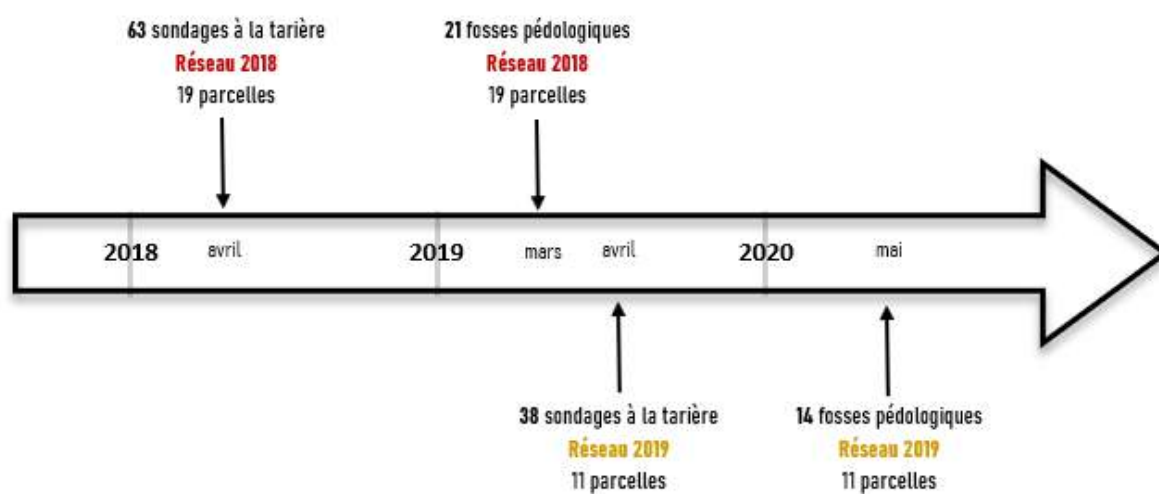 63 sondages à la tarière
Réseau 2018
19 parcelles
21 fosses pédologiques
Réseau 2018
19 parcelles
2018 avril 2019 mars avril 2020 mai
38 sondages à la tarière
Réseau 2019
11 parcelles
14 fosses pédologiques
Réseau 2019
11 parcelles